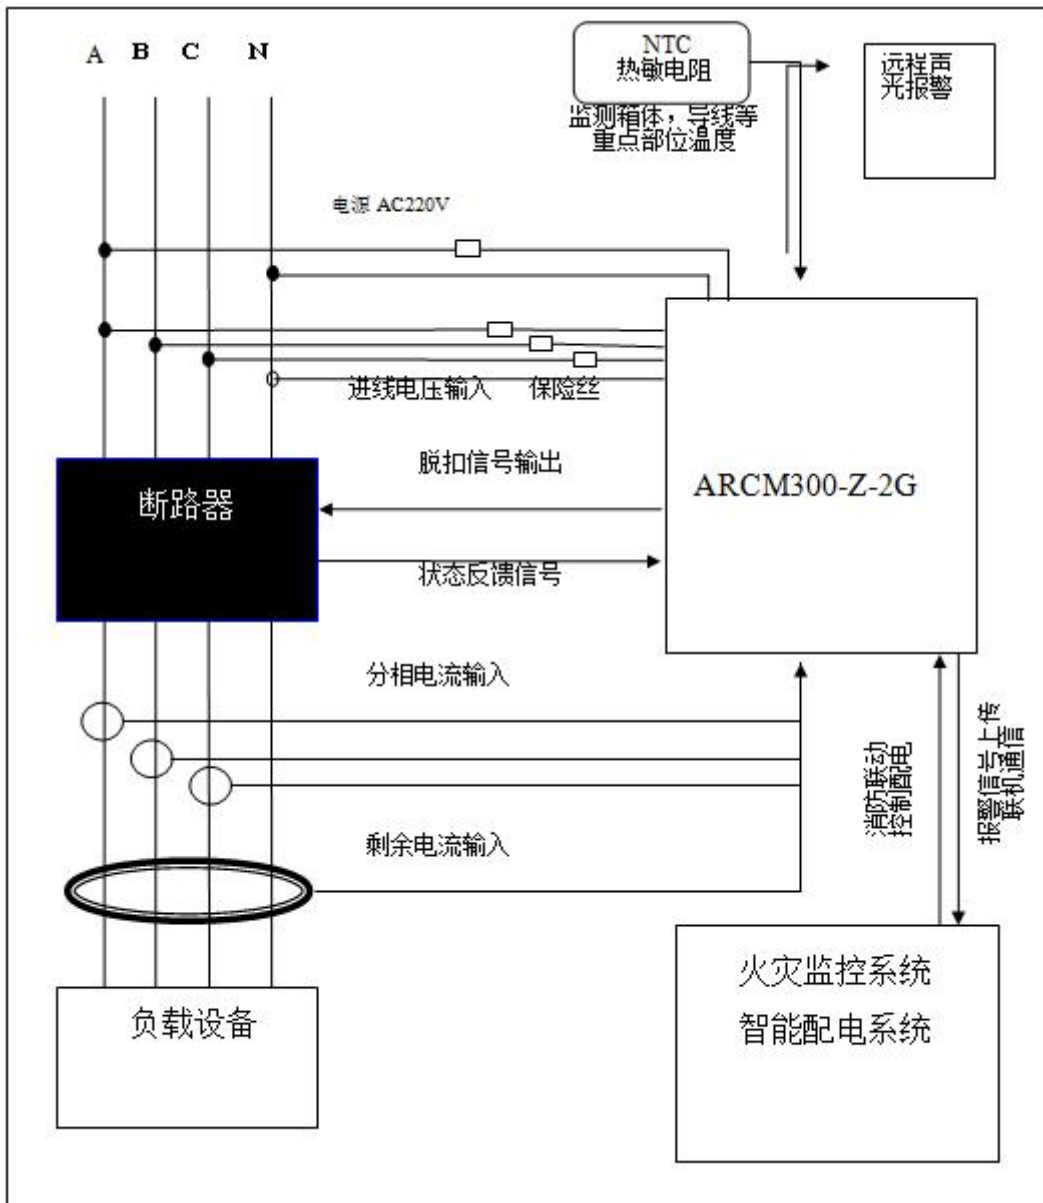 A B C N
NTC
热敏电阻
监测箱体，导线等
重点部位温度
远程声
光报警
电源 AC220V
进线电压输入 保险丝
脱扣信号输出
断路器
ARCM300-Z-2G
状态反馈信号
分相电流输入
消防联动
控制配电
报警信号上传
联机通信
剩余电流输入
负载设备
火灾监控系统
智能配电系统